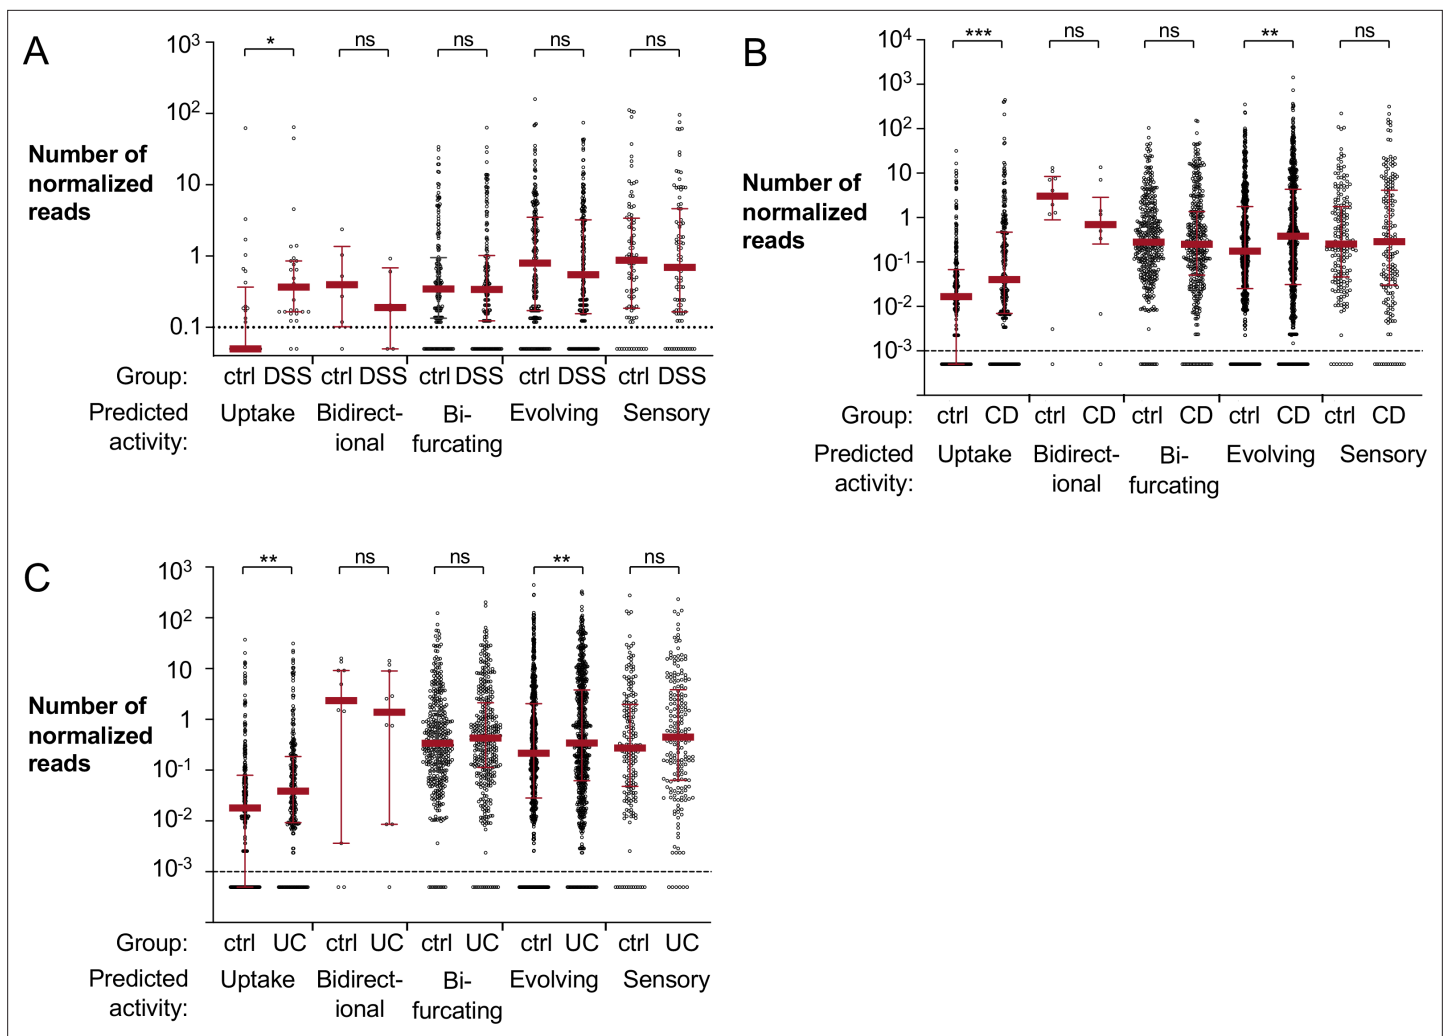 A
* ns ns ns ns
10³
10²
10
1
0.1
Number of
normalized
reads
Group: ctrl DSS ctrl DSS ctrl DSS ctrl DSS ctrl DSS
Predicted Uptake Bidirect- Bi- Evolving Sensory
activity: ional furcating
B
*** ns ns ** ns
10⁴
10³
10²
10
1
10⁻¹
10⁻²
10⁻³
Number of
normalized
reads
Group: ctrl CD ctrl CD ctrl CD ctrl CD ctrl CD
Predicted Uptake Bidirect- Bi- Evolving Sensory
activity: ional furcating
C
** ns ns ** ns
10³
10²
10
1
10⁻¹
10⁻²
10⁻³
Number of
normalized
reads
Group: ctrl UC ctrl UC ctrl UC ctrl UC ctrl UC
Predicted Uptake Bidirect- Bi- Evolving Sensory
activity: ional furcating